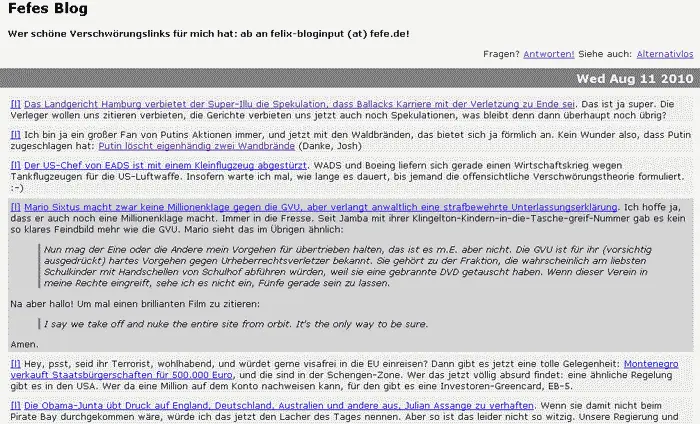 Fefes Blog
Wer schöne Verschwörungslinks für mich hat: ab an felix-bloginput (at) fefe.de!
Fragen? Antworten! Siehe auch: Alternativlos
Wed Aug 11 2010
[l] Das Landgericht Hamburg verbietet der Super-Illu die Spekulation, dass Ballacks Karriere mit der Verletzung zu Ende sei. Das ist ja super. Die
Verleger wollen uns zitieren verbieten, die Gerichte verbieten uns jetzt auch noch Spekulationen, was bleibt denn dann überhaupt noch übrig?
[l] Ich bin ja ein großer Fan von Putins Aktionen immer, und jetzt mit den Waldbränden, das bietet sich ja förmlich an. Kein Wunder also, dass Putin
zugeschlagen hat: Putin löscht eigenhändig zwei Wandbrände (Danke, Josh)
[l] Der US-Chef von EADS ist mit einem Kleinflugzeug abgestürzt. WADS und Boeing liefern sich gerade einen Wirtschaftskrieg wegen
Tankflugzeugen für die US-Luftwaffe. Insofern warte ich mal, wie lange es dauert, bis jemand die offensichtliche Verschwörungstheorie formuliert.
:-)
[l] Mario Sixtus macht zwar keine Millionenklage gegen die GVU, aber verlangt anwaltlich eine strafbewehrte Unterlassungserklärung. Ich hoffe ja,
dass er auch noch eine Millionenklage macht. Immer in die Fresse. Seit Jamba mit ihrer Klingelton-Kindern-in-die-Tasche-greif-Nummer gab es kein
so klares Feindbild mehr wie die GVU. Mario sieht das im Übrigen ähnlich:
Nun mag der Eine oder die Andere mein Vorgehen für übertrieben halten, das ist es m.E. aber nicht. Die GVU ist für ihr (vorsichtig
ausgedrückt) hartes Vorgehen gegen Urheberrechtsverletzer bekannt. Sie gehört zu der Fraktion, die wahrscheinlich am liebsten
Schulkinder mit Handschellen von Schulhof abführen würden, weil sie eine gebrannte DVD getauscht haben. Wenn dieser Verein in
meine Rechte eingreift, sehe ich es nicht ein, Fünfe gerade sein zu lassen.
Na aber hallo! Um mal einen brillianten Film zu zitieren:
I say we take off and nuke the entire site from orbit. It's the only way to be sure.
Amen.
[l] Hey, psst, seid ihr Terrorist, wohlhabend, und würdet gerne visafrei in die EU einreisen? Dann gibt es jetzt eine tolle Gelegenheit: Montenegro
verkauft Staatsbürgerschaften für 500.000 Euro, und die sind in der Schengen-Zone. Wer das jetzt völlig absurd findet: eine ähnliche Regelung
gibt es in den USA. Wer da eine Million auf dem Konto nachweisen kann, für den gibt es eine Investoren-Greencard, EB-5.
[l] Die Obama-Junta übt Druck auf England, Deutschland, Australien und andere aus, Julian Assange zu verhaften. Wenn sie damit nicht beim
Pirate Bay durchgekommen wäre, würde ich das jetzt den Lacher des Tages nennen. Aber so ist das leider nicht so witzig. Unsere Regierung und